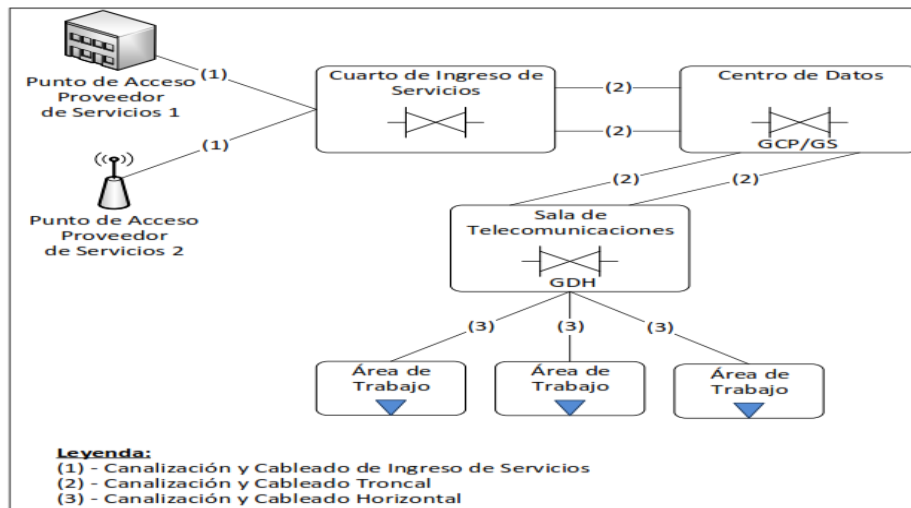 Punto de Acceso
Proveedor
de Servicios 1
(1)
Cuarto de Ingreso de
Servicios
(2)
(2)
Centro de Datos
GCP/GS
(1)
Punto de Acceso
Proveedor
de Servicios 2
(2)
(2)
Sala de
Telecomunicaciones
GDH
(3)
(3)
(3)
Área de
Trabajo
Área de
Trabajo
Área de
Trabajo
Leyenda:
(1) - Canalización y Cableado de Ingreso de Servicios
(2) - Canalización y Cableado Troncal
(3) - Canalización y Cableado Horizontal